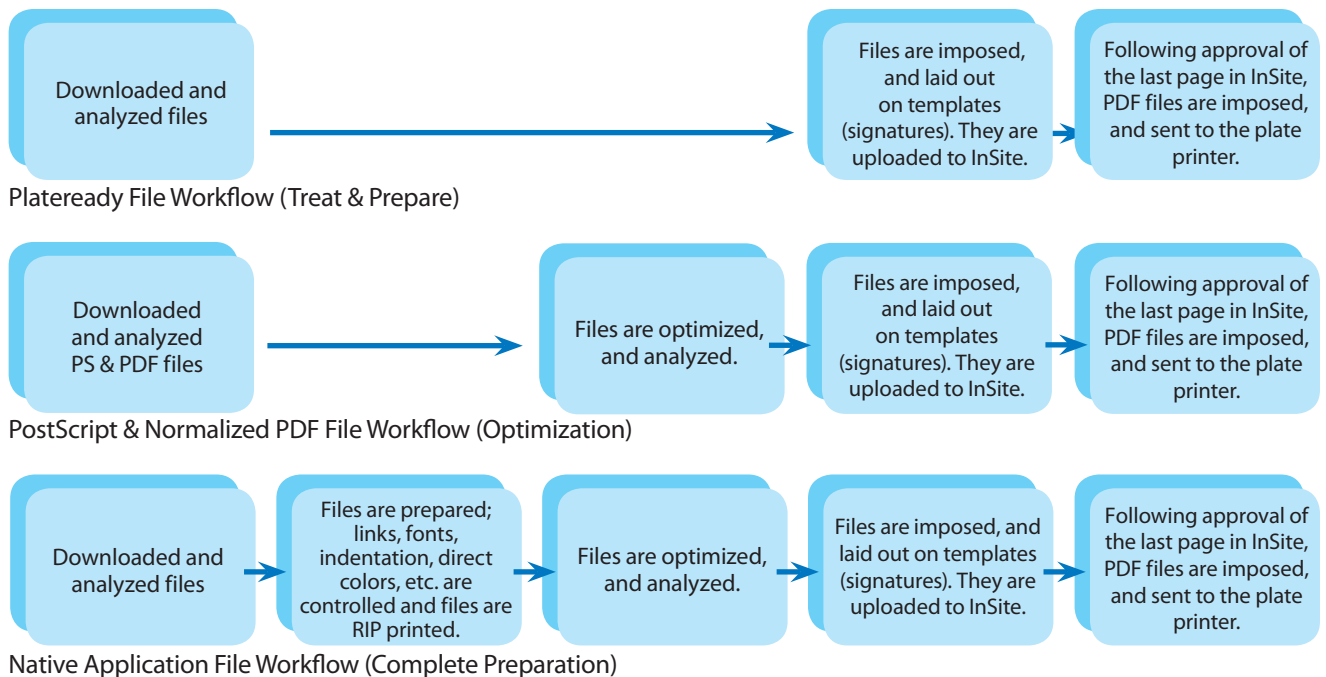 Downloaded and
analyzed files
Files are imposed,
and laid out
on templates
(signatures). They are
uploaded to InSite.
Following approval of
the last page in InSite,
PDF files are imposed,
and sent to the plate
printer.
Plateready File Workflow (Treat & Prepare)
Downloaded
and analyzed
PS & PDF files
Files are optimized,
and analyzed.
Files are imposed,
and laid out
on templates
(signatures). They are
uploaded to InSite.
Following approval of
the last page in InSite,
PDF files are imposed,
and sent to the plate
printer.
PostScript & Normalized PDF File Workflow (Optimization)
Downloaded and
analyzed files
Files are prepared;
links, fonts,
indentation, direct
colors, etc. are
controlled and files are
RIP printed.
Files are optimized,
and analyzed.
Files are imposed, and
laid out on templates
(signatures). They are
uploaded to InSite.
Following approval of
the last page in InSite,
PDF files are imposed,
and sent to the plate
printer.
Native Application File Workflow (Complete Preparation)